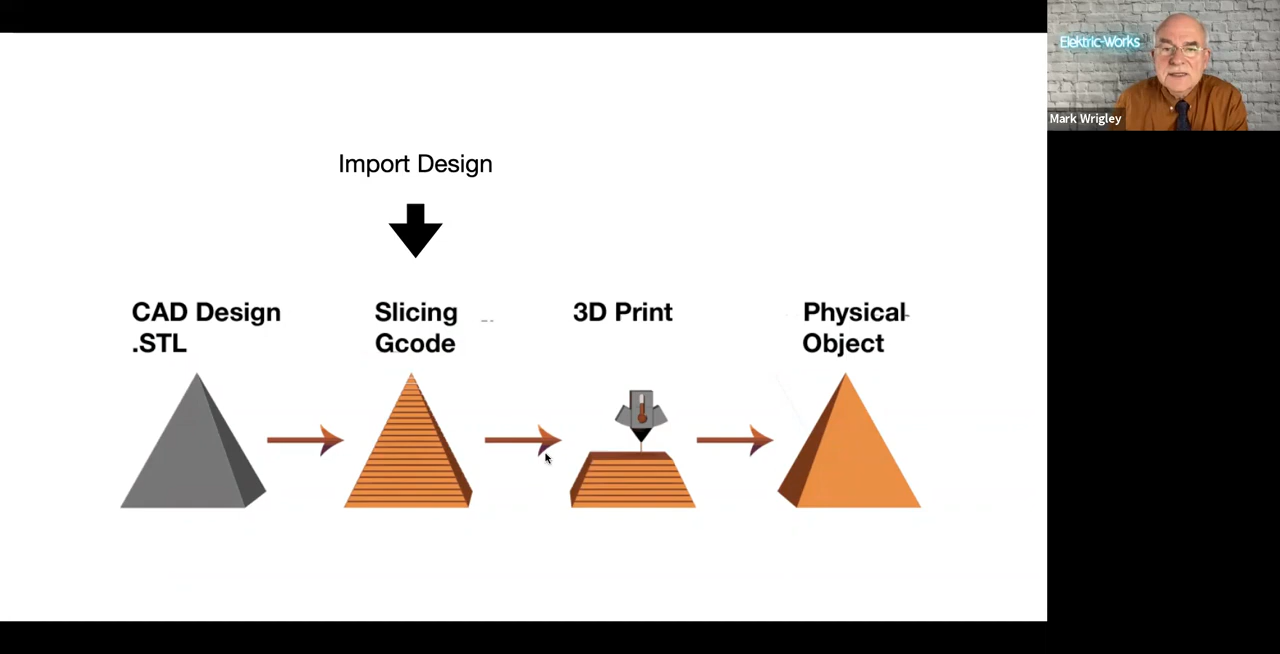 Import Design
CAD Design
.STL
Slicing
Gcode
3D Print
Physical
Object
Elektric-Works
Mark Wrigley